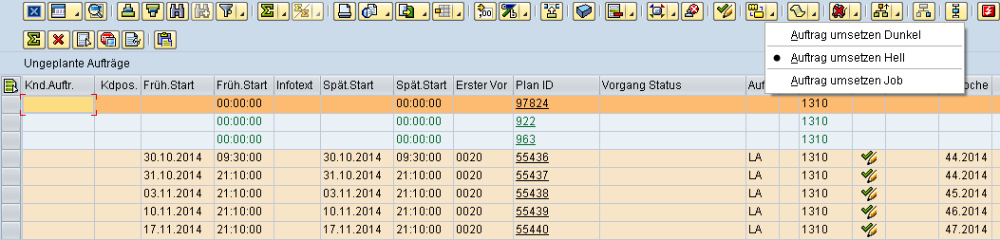 Auftrag umsetzen Dunkel
Auftrag umsetzen Hell
Auftrag umsetzen Job
Ungeplante Aufträge
Knd.Auftr. Kdpos. Früh.Start Früh.Start Infotext Spät.Start Spät.Start Erster Vor Plan ID Vorgang Status Auf oche
00:00:00 00:00:00 97824 1310
00:00:00 00:00:00 922 1310
00:00:00 00:00:00 963 1310
30.10.2014 09:30:00 30.10.2014 09:30:00 0020 55436 LA 1310 44.2014
31.10.2014 21:10:00 31.10.2014 21:10:00 0020 55437 LA 1310 44.2014
03.11.2014 21:10:00 03.11.2014 21:10:00 0020 55438 LA 1310 45.2014
10.11.2014 21:10:00 10.11.2014 21:10:00 0020 55439 LA 1310 46.2014
17.11.2014 21:10:00 17.11.2014 21:10:00 0020 55440 LA 1310 47.2014